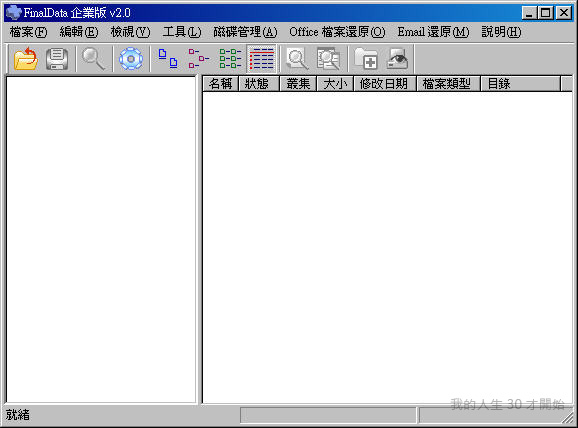 FinalData 企業版 v2.0
檔案(F) 編輯(E) 檢視(V) 工具(L) 磁碟管理(A) Office 檔案還原(O) Email 還原(M) 說明(H)
名稱 狀態 叢集 大小 修改日期 檔案類型 目錄
我的人生 30 才開始
就緒